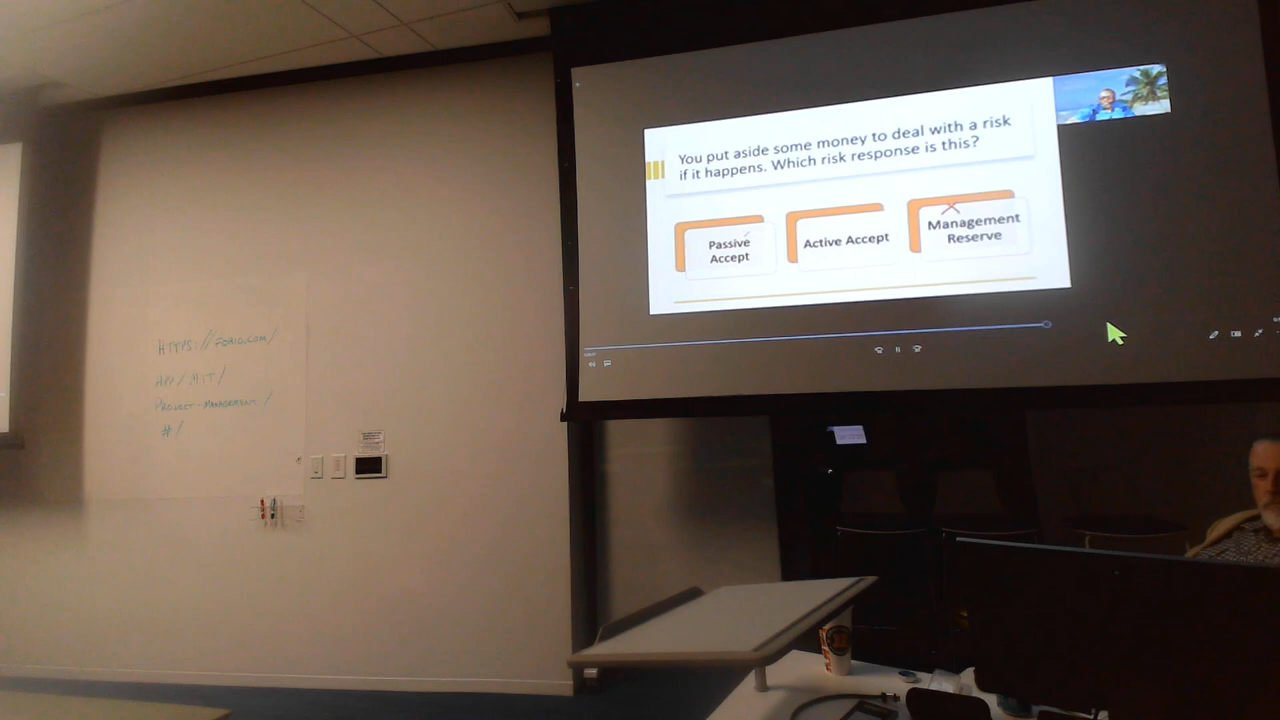 You put aside some money to deal with a risk
if it happens. Which risk response is this?
Passive
Accept
Active Accept
Management
Reserve
HTTPS://FOHIO.COM/
APP/MIT/
PROJECT-MANAGEMENT/
#/